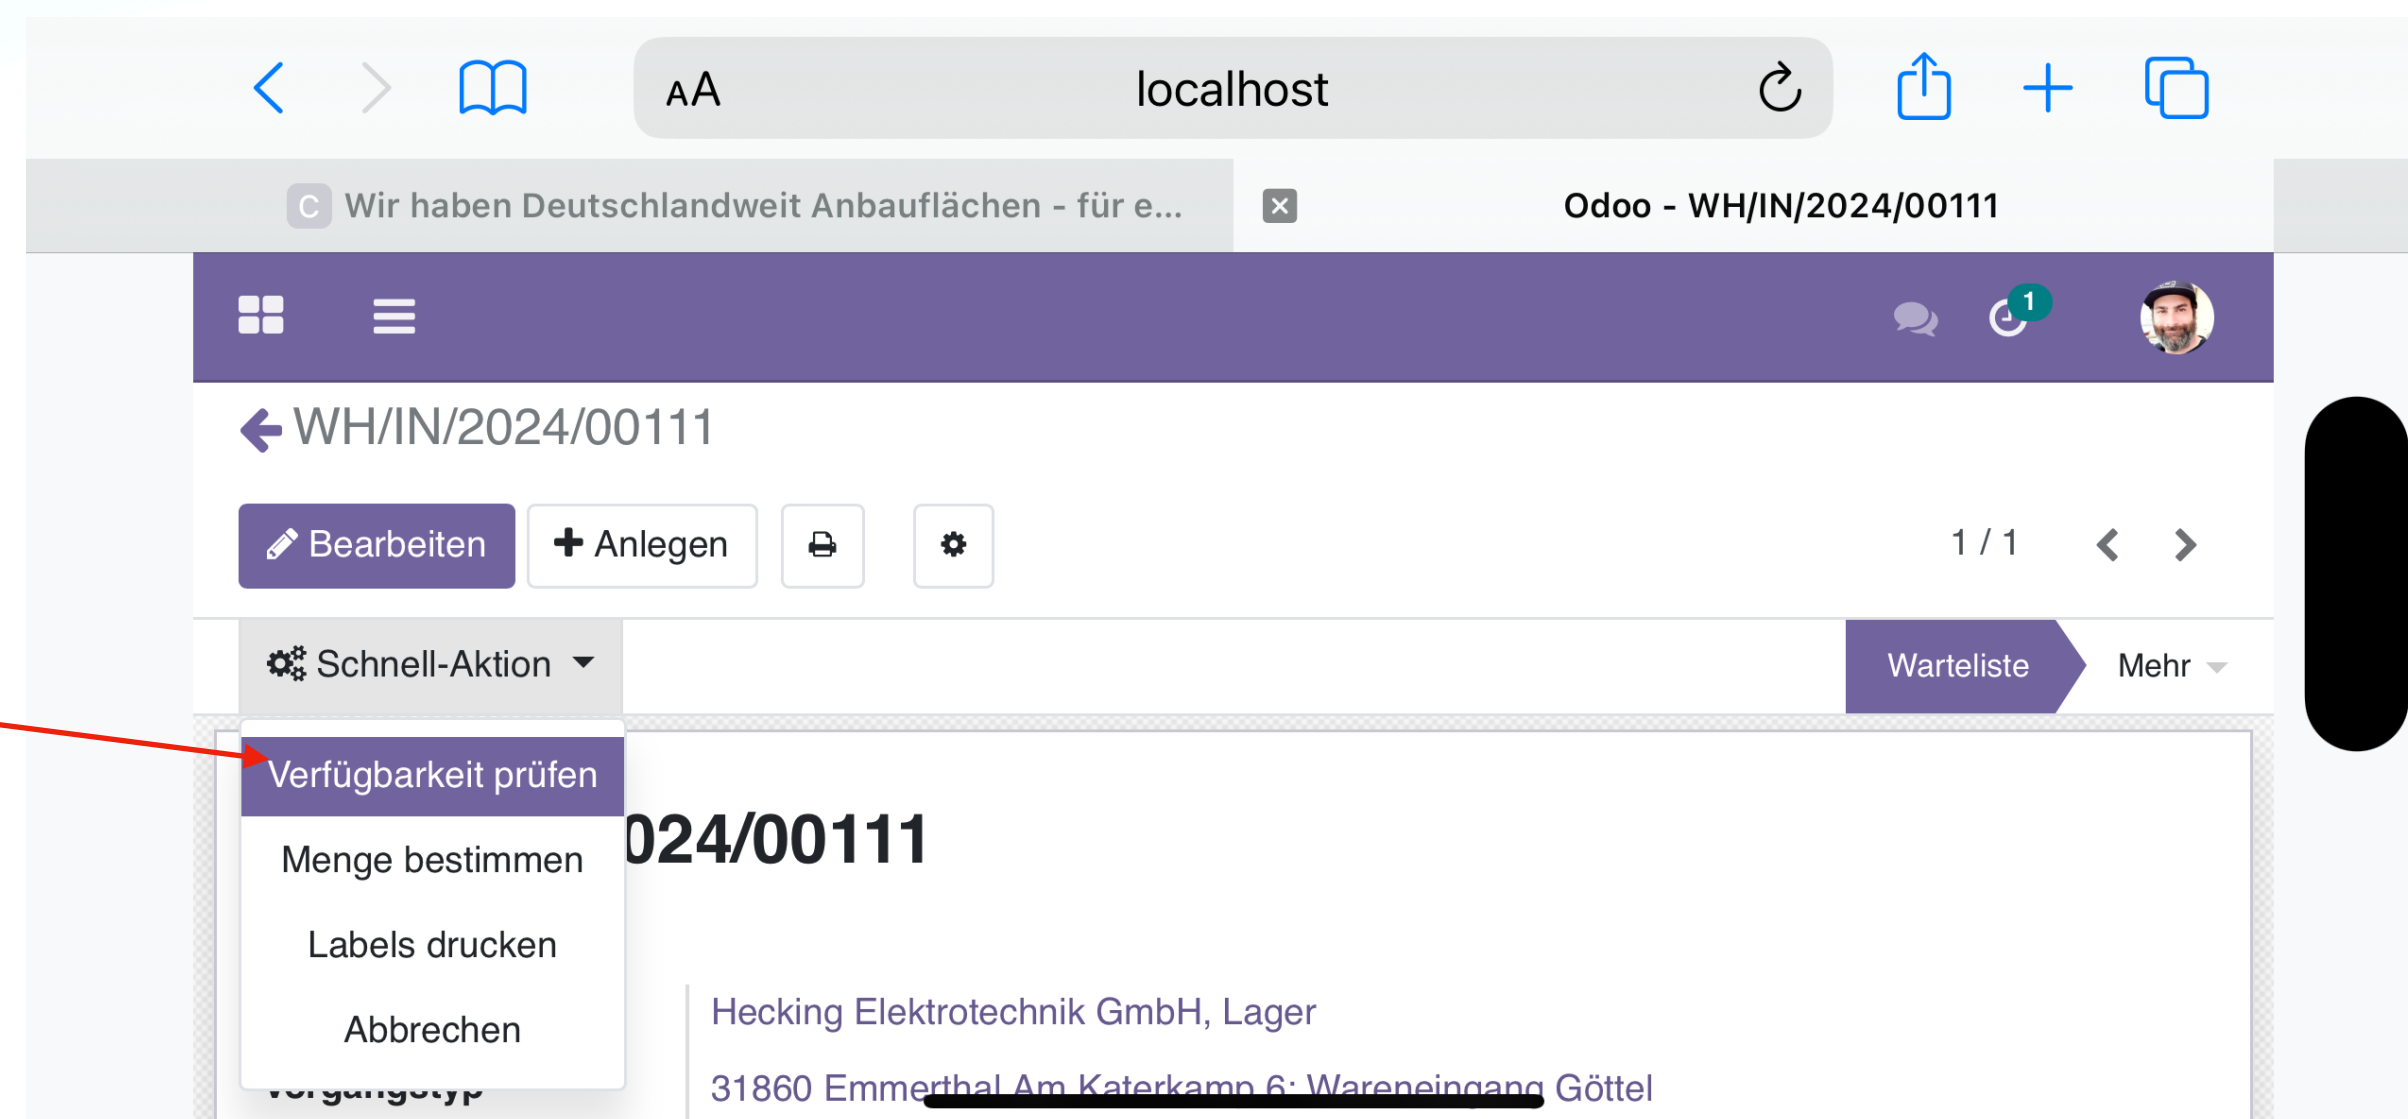 AA
localhost
C Wir haben Deutschlandweit Anbauflächen - für e...
Odoo - WH/IN/2024/00111
1
WH/IN/2024/00111
Bearbeiten
Anlegen
1 / 1
Schnell-Aktion
Warteliste
Mehr
Verfügbarkeit prüfen
Menge bestimmen
Labels drucken
Abbrechen
024/00111
Hecking Elektrotechnik GmbH, Lager
Vorgangstyp
31860 Emmerthal Am Katerkamp 6: Wareneingang Göttel